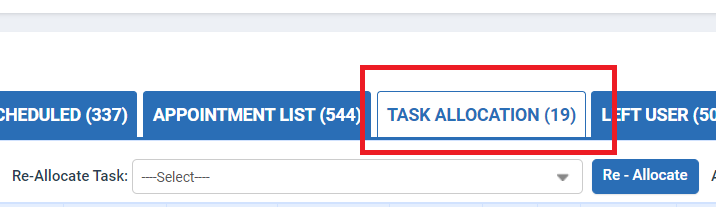 CHEDULED (337) APPOINTMENT LIST (544) TASK ALLOCATION (19) LEFT USER (50
Re-Allocate Task: ----Select---- Re - Allocate A